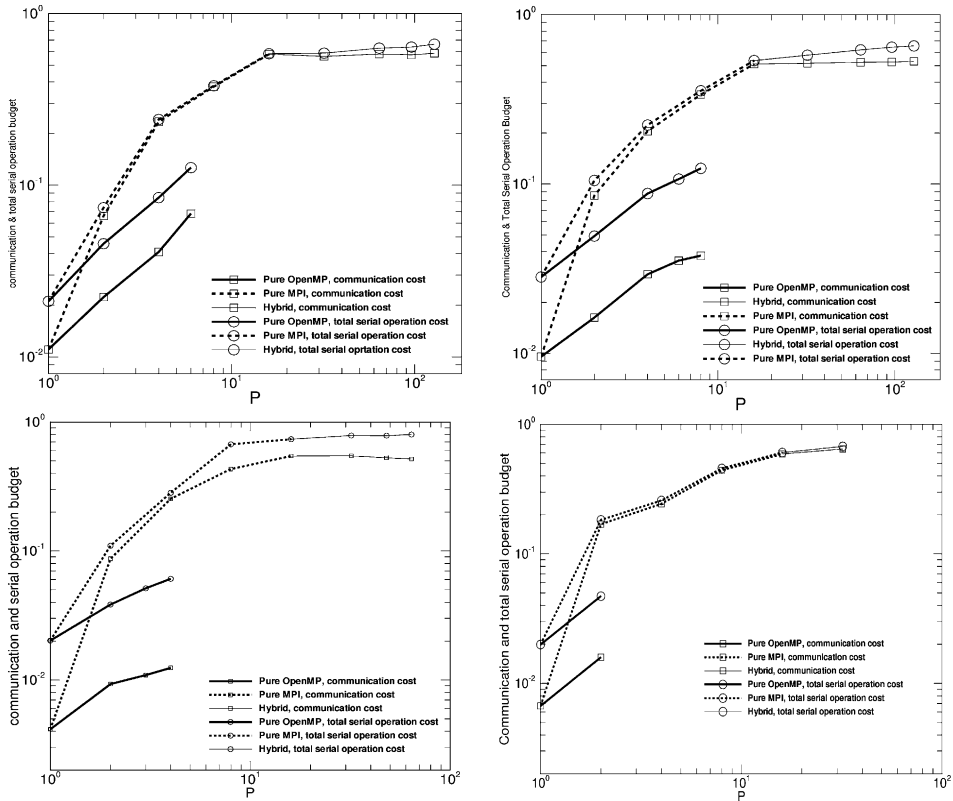 10^0
10^-1
10^-2
communication & total serial operation budget
Pure OpenMP, communication cost
Pure MPI, communication cost
Hybrid, communication cost
Pure OpenMP, total serial operation cost
Pure MPI, total serial operation cost
Hybrid, total serial oprtation cost
10^0
10^1
10^2
P
10^0
10^-1
10^-2
Communication & Total Serial Operation Budget
Pure OpenMP, communication cost
Hybrid, communication cost
Pure MPI, communication cost
Pure OpenMP, total serial operation cost
Hybrid, total serial operation cost
Pure MPI, total serial operation cost
10^0
10^1
10^2
P
10^0
10^-1
10^-2
communication and serial operation budget
Pure OpenMP, communication cost
Pure MPI, communication cost
Hybrid, communication cost
Pure OpenMP, total serial operation cost
Pure MPI, total serial operation cost
Hybrid, total serial operation cost
10^0
10^1
10^2
P
10^0
10^-1
10^-2
Communication and total serial operation budget
Pure OpenMP, communication cost
Pure MPI, communication cost
Hybrid, communication cost
Pure OpenMP, total serial operation cost
Pure MPI, total serial operation cost
Hybrid, total serial operation cost
10^0
10^1
10^2
P